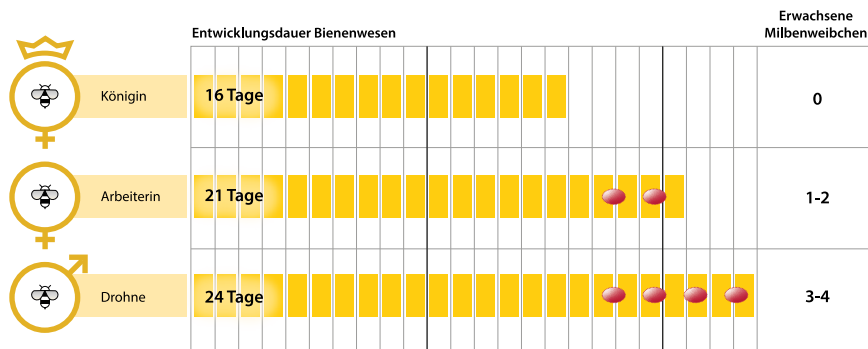 Entwicklungsdauer Bienenwesen
Erwachsene
Milbenweibchen
Königin
16 Tage
0
Arbeiterin
21 Tage
1-2
Drohne
24 Tage
3-4